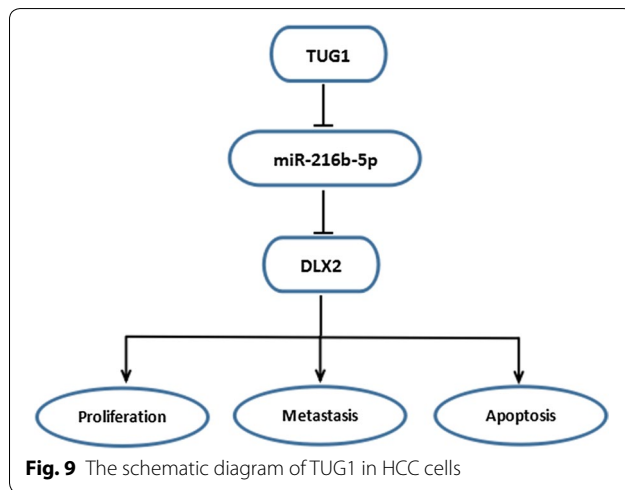 TUG1
miR-216b-5p
DLX2
Proliferation Metastasis Apoptosis
Fig. 9 The schematic diagram of TUG1 in HCC cells